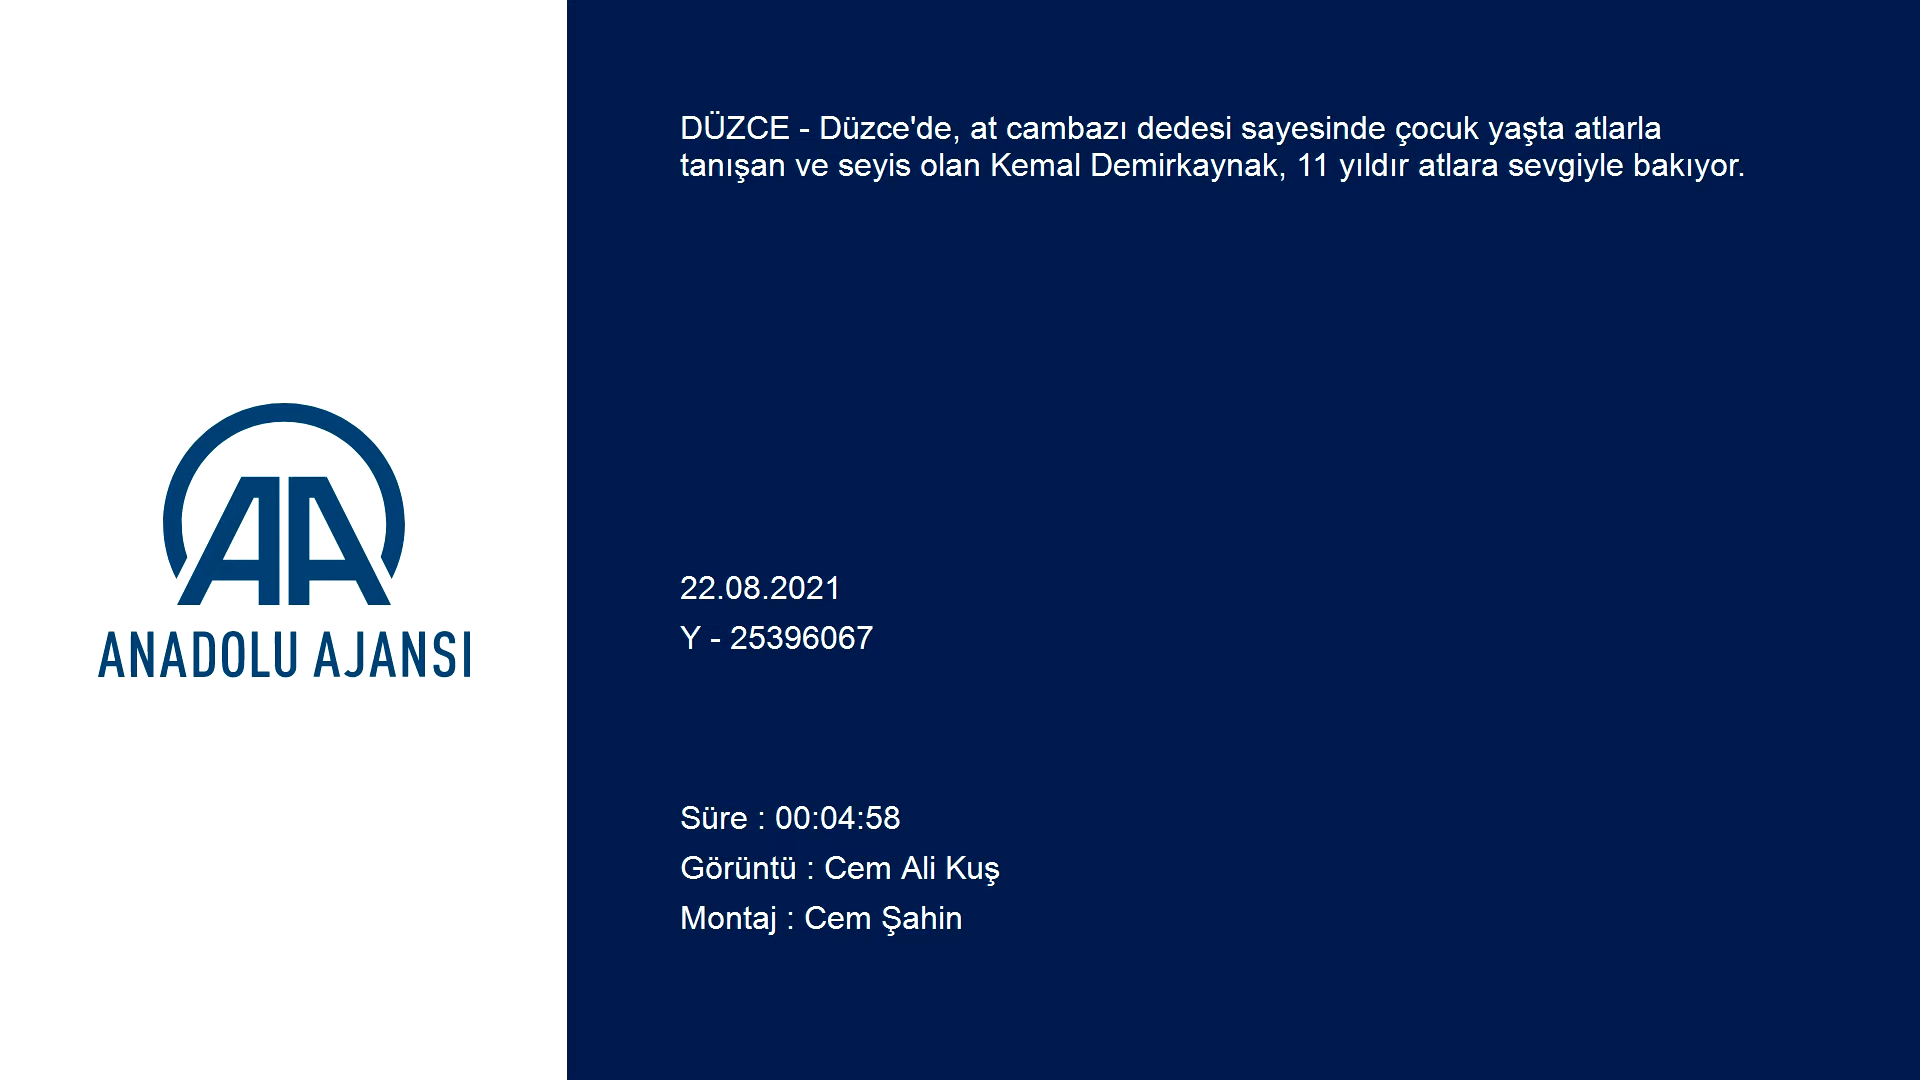 DÜZCE - Düzce'de, at cambazı dedesi sayesinde çocuk yaşta atlarla
tanışan ve seyis olan Kemal Demirkaynak, 11 yıldır atlara sevgiyle bakıyor.
AA
ANADOLU AJANSI
22.08.2021
Y - 25396067
Süre : 00:04:58
Görüntü : Cem Ali Kuş
Montaj : Cem Şahin